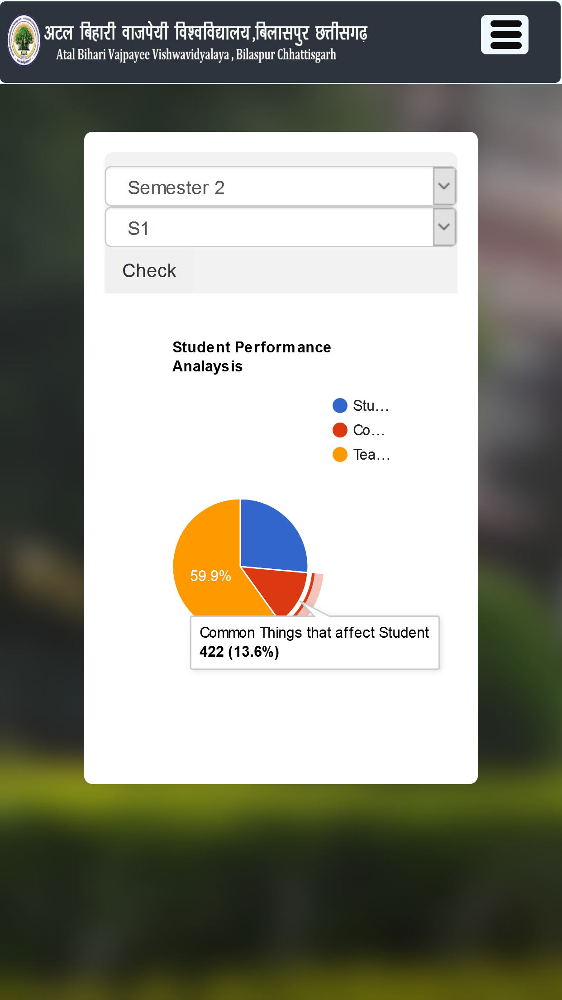 अटल बिहारी वाजपेयी विश्वविद्यालय,बिलासपुर छत्तीसगढ़
Atal Bihari Vajpayee Vishwavidyalaya , Bilaspur Chhattisgarh
Semester 2
S1
Check
Student Performance
Analaysis
Stu...
Co...
Tea...
59.9%
Common Things that affect Student
422 (13.6%)